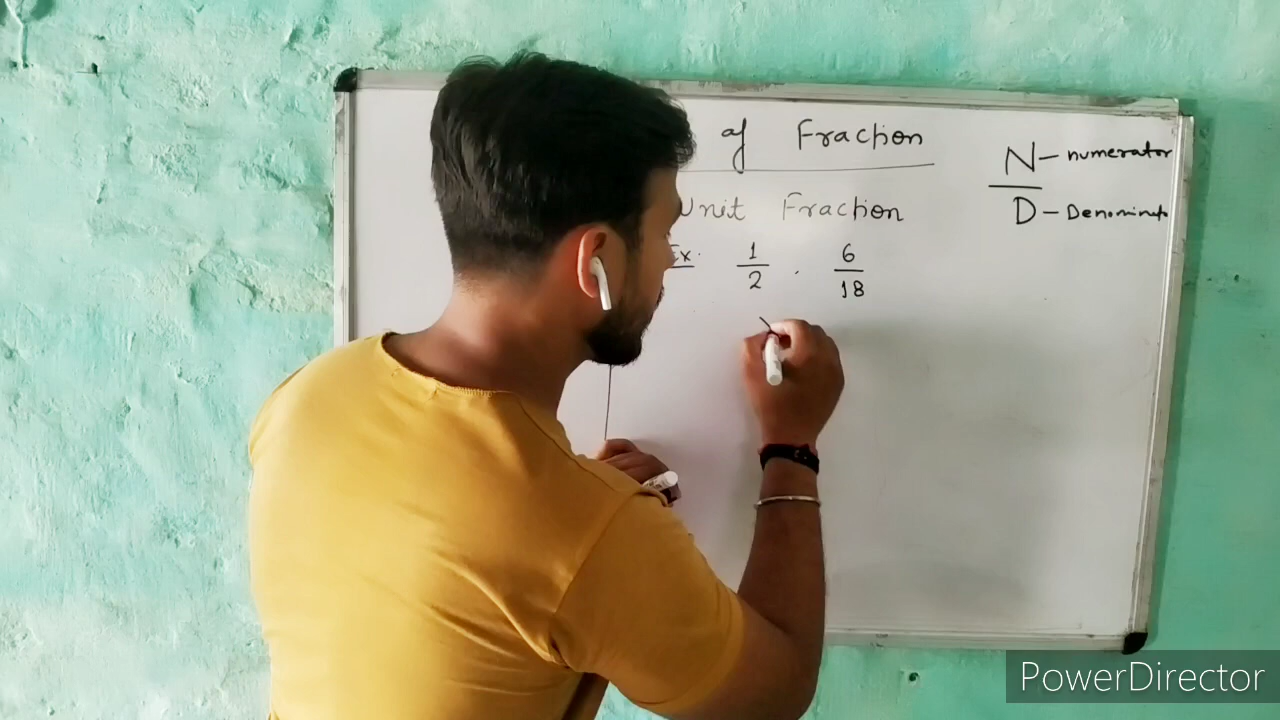 of Fraction
Unit Fraction
Ex. 1/2 , 6/18
N - numerator
D - Denominato
PowerDirector